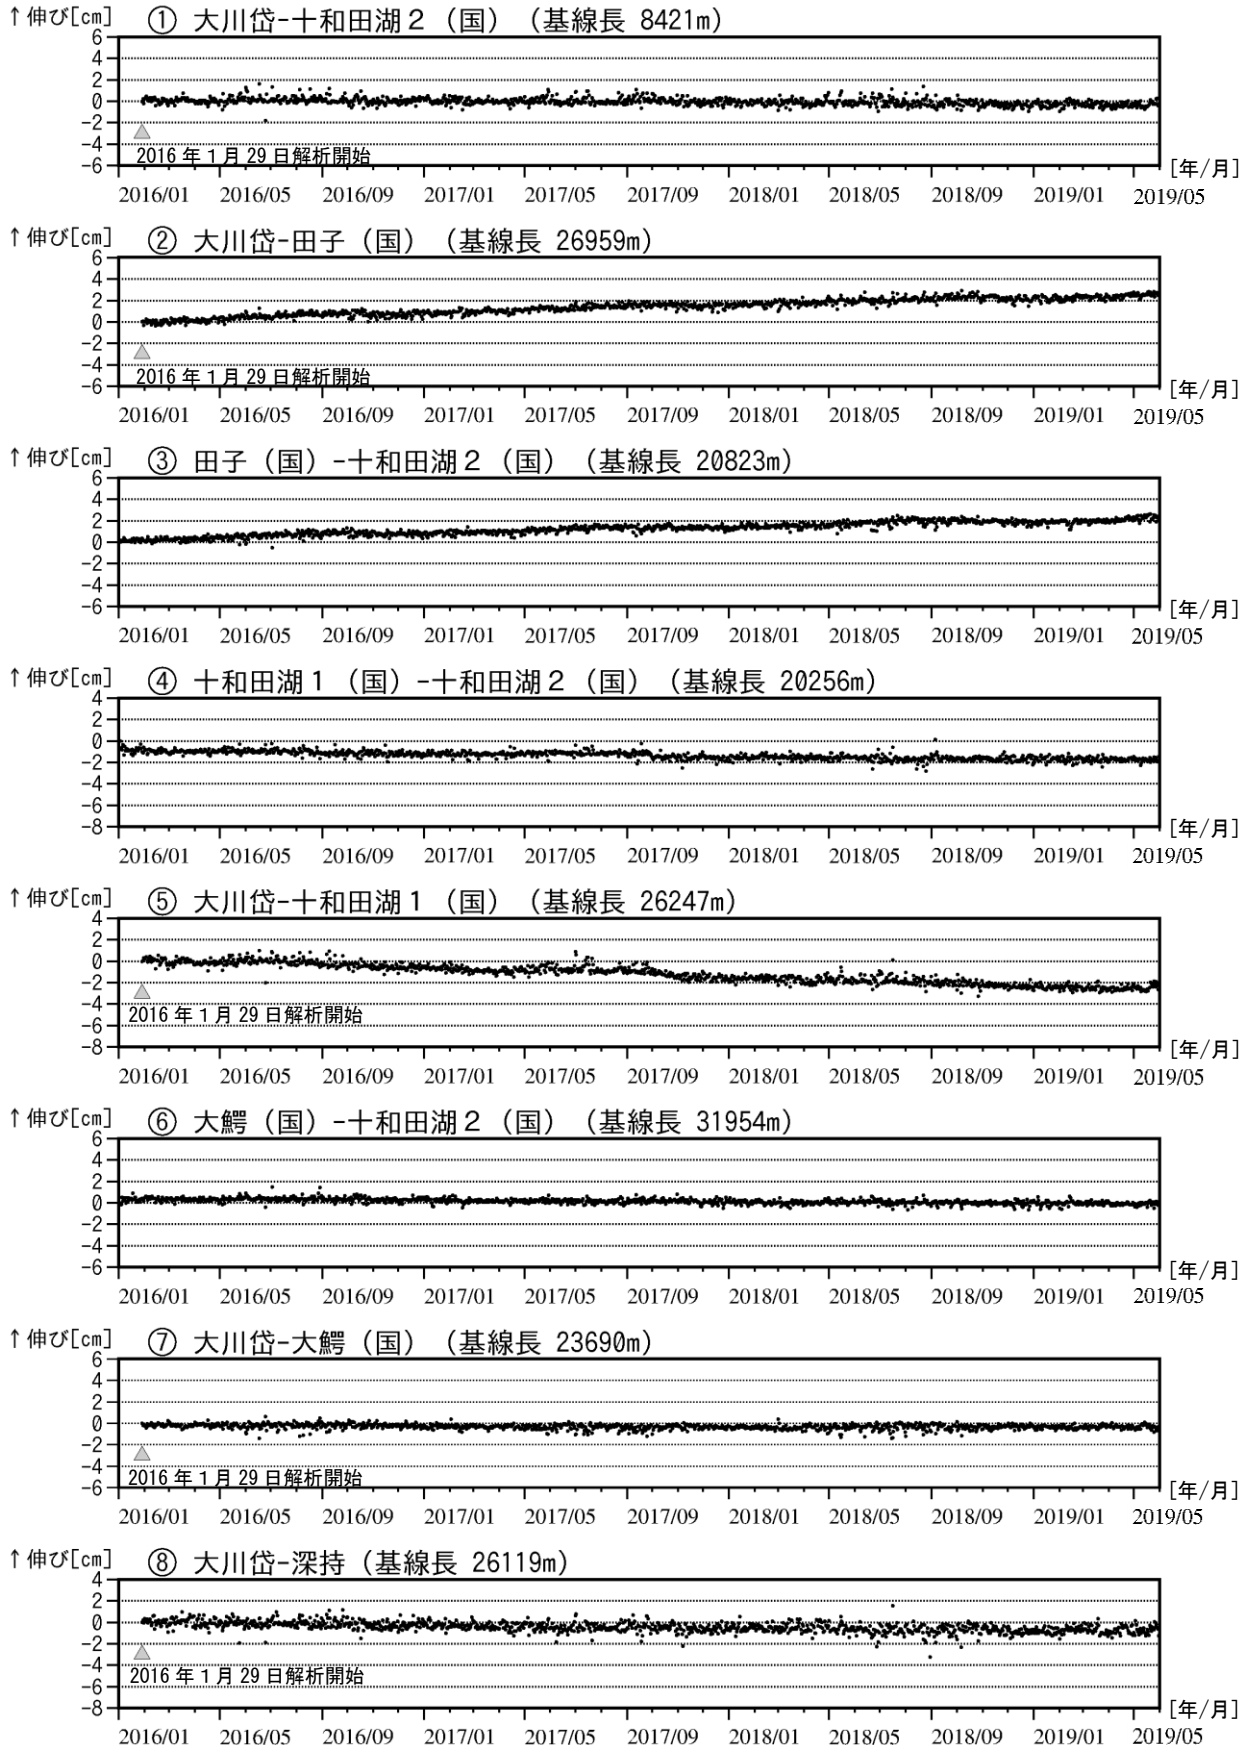 ↑伸び[cm] ① 大川岱-十和田湖２（国）（基線長 8421m）
6
4
2
0
-2
-4
-6
2016年1月29日解析開始
[年/月]
2016/01 2016/05 2016/09 2017/01 2017/05 2017/09 2018/01 2018/05 2018/09 2019/01 2019/05
↑伸び[cm] ② 大川岱-田子（国）（基線長 26959m）
6
4
2
0
-2
-4
-6
2016年1月29日解析開始
[年/月]
2016/01 2016/05 2016/09 2017/01 2017/05 2017/09 2018/01 2018/05 2018/09 2019/01 2019/05
↑伸び[cm] ③ 田子（国）-十和田湖２（国）（基線長 20823m）
6
4
2
0
-2
-4
-6
[年/月]
2016/01 2016/05 2016/09 2017/01 2017/05 2017/09 2018/01 2018/05 2018/09 2019/01 2019/05
↑伸び[cm] ④ 十和田湖１（国）-十和田湖２（国）（基線長 20256m）
4
2
0
-2
-4
-6
-8
[年/月]
2016/01 2016/05 2016/09 2017/01 2017/05 2017/09 2018/01 2018/05 2018/09 2019/01 2019/05
↑伸び[cm] ⑤ 大川岱-十和田湖１（国）（基線長 26247m）
4
2
0
-2
-4
-6
-8
2016年1月29日解析開始
[年/月]
2016/01 2016/05 2016/09 2017/01 2017/05 2017/09 2018/01 2018/05 2018/09 2019/01 2019/05
↑伸び[cm] ⑥ 大鰐（国）-十和田湖２（国）（基線長 31954m）
6
4
2
0
-2
-4
-6
[年/月]
2016/01 2016/05 2016/09 2017/01 2017/05 2017/09 2018/01 2018/05 2018/09 2019/01 2019/05
↑伸び[cm] ⑦ 大川岱-大鰐（国）（基線長 23690m）
6
4
2
0
-2
-4
-6
2016年1月29日解析開始
[年/月]
2016/01 2016/05 2016/09 2017/01 2017/05 2017/09 2018/01 2018/05 2018/09 2019/01 2019/05
↑伸び[cm] ⑧ 大川岱-深持（基線長 26119m）
4
2
0
-2
-4
-6
-8
2016年1月29日解析開始
[年/月]
2016/01 2016/05 2016/09 2017/01 2017/05 2017/09 2018/01 2018/05 2018/09 2019/01 2019/05